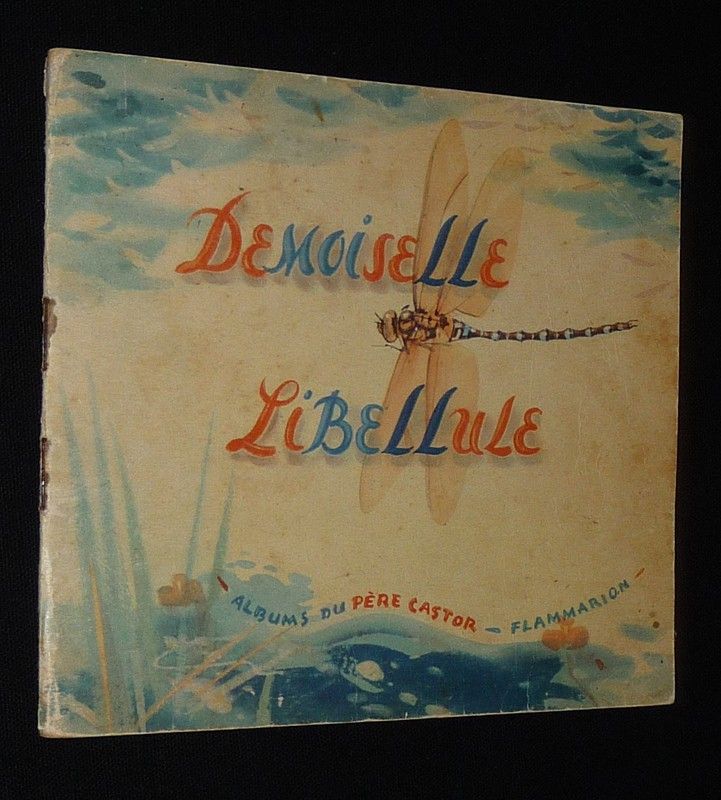 DEMOiSELLE
LiBELLULE
ALBUMS DU PÈRE CASTOR - FLAMMARION